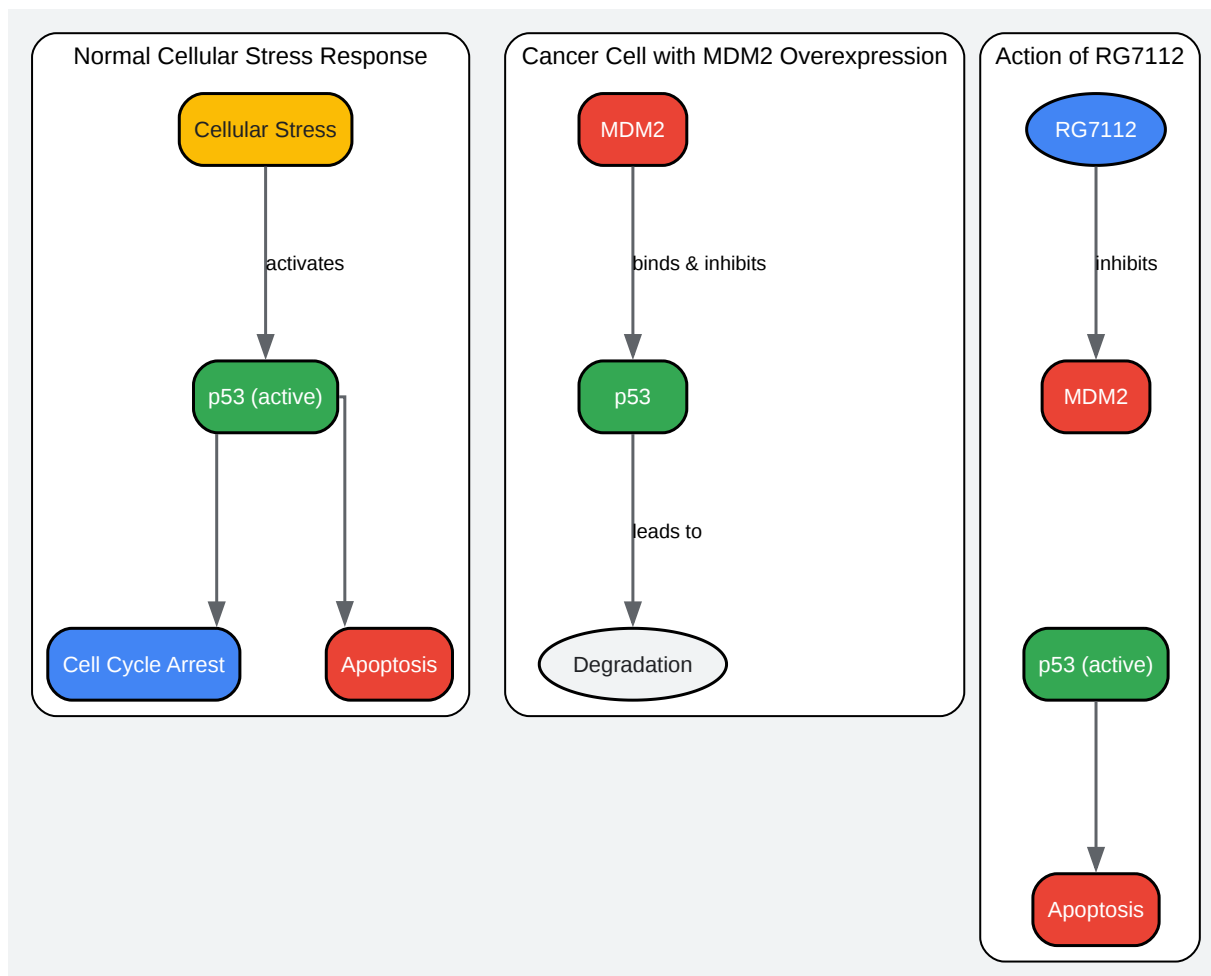 Normal Cellular Stress Response
Cellular Stress
activates
p53 (active)
Cell Cycle Arrest
Apoptosis
Cancer Cell with MDM2 Overexpression
MDM2
binds & inhibits
p53
leads to
Degradation
Action of RG7112
RG7112
inhibits
MDM2
p53 (active)
Apoptosis